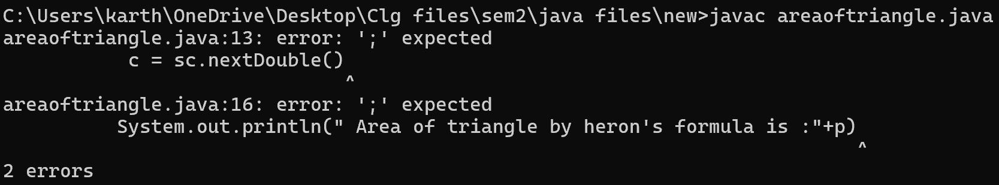 C:\Users\karth\OneDrive\Desktop\Clg files\sem2\java files\new>javac areaoftriangle.java
areaoftriangle.java:13: error: ';' expected
c = sc.nextDouble()
^
areaoftriangle.java:16: error: ';' expected
System.out.println(" Area of triangle by heron's formula is :"+p)
^
2 errors